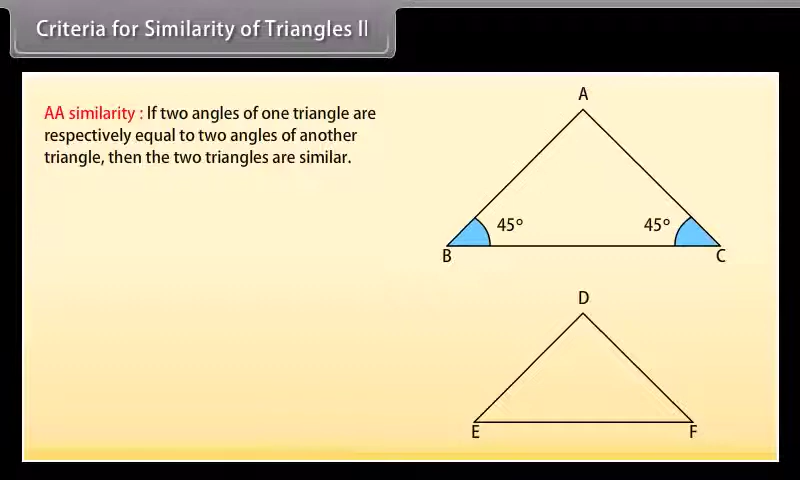 Criteria for Similarity of Triangles II
AA similarity : If two angles of one triangle are
respectively equal to two angles of another
triangle, then the two triangles are similar.
A
45°
45°
B
C
D
E
F